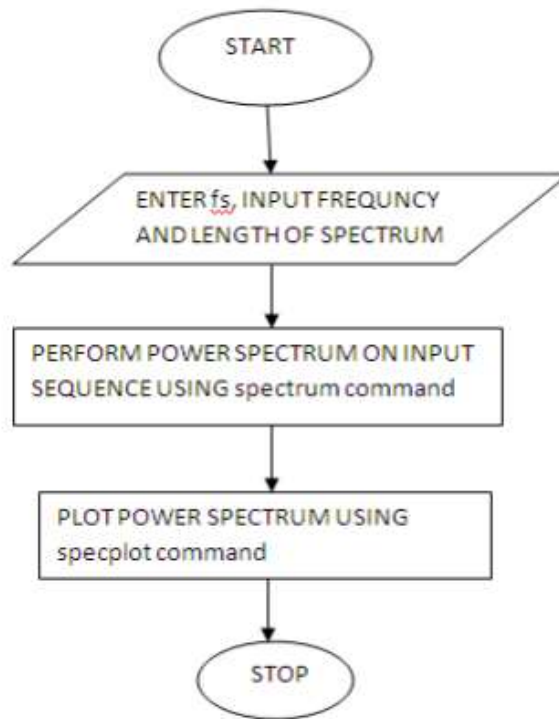 START
ENTER fs, INPUT FREQUNCY
AND LENGTH OF SPECTRUM
PERFORM POWER SPECTRUM ON INPUT
SEQUENCE USING spectrum command
PLOT POWER SPECTRUM USING
specplot command
STOP